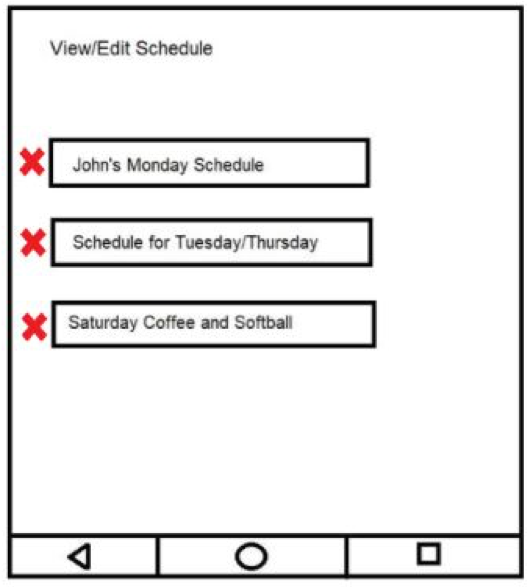 View/Edit Schedule
John's Monday Schedule
Schedule for Tuesday/Thursday
Saturday Coffee and Softball